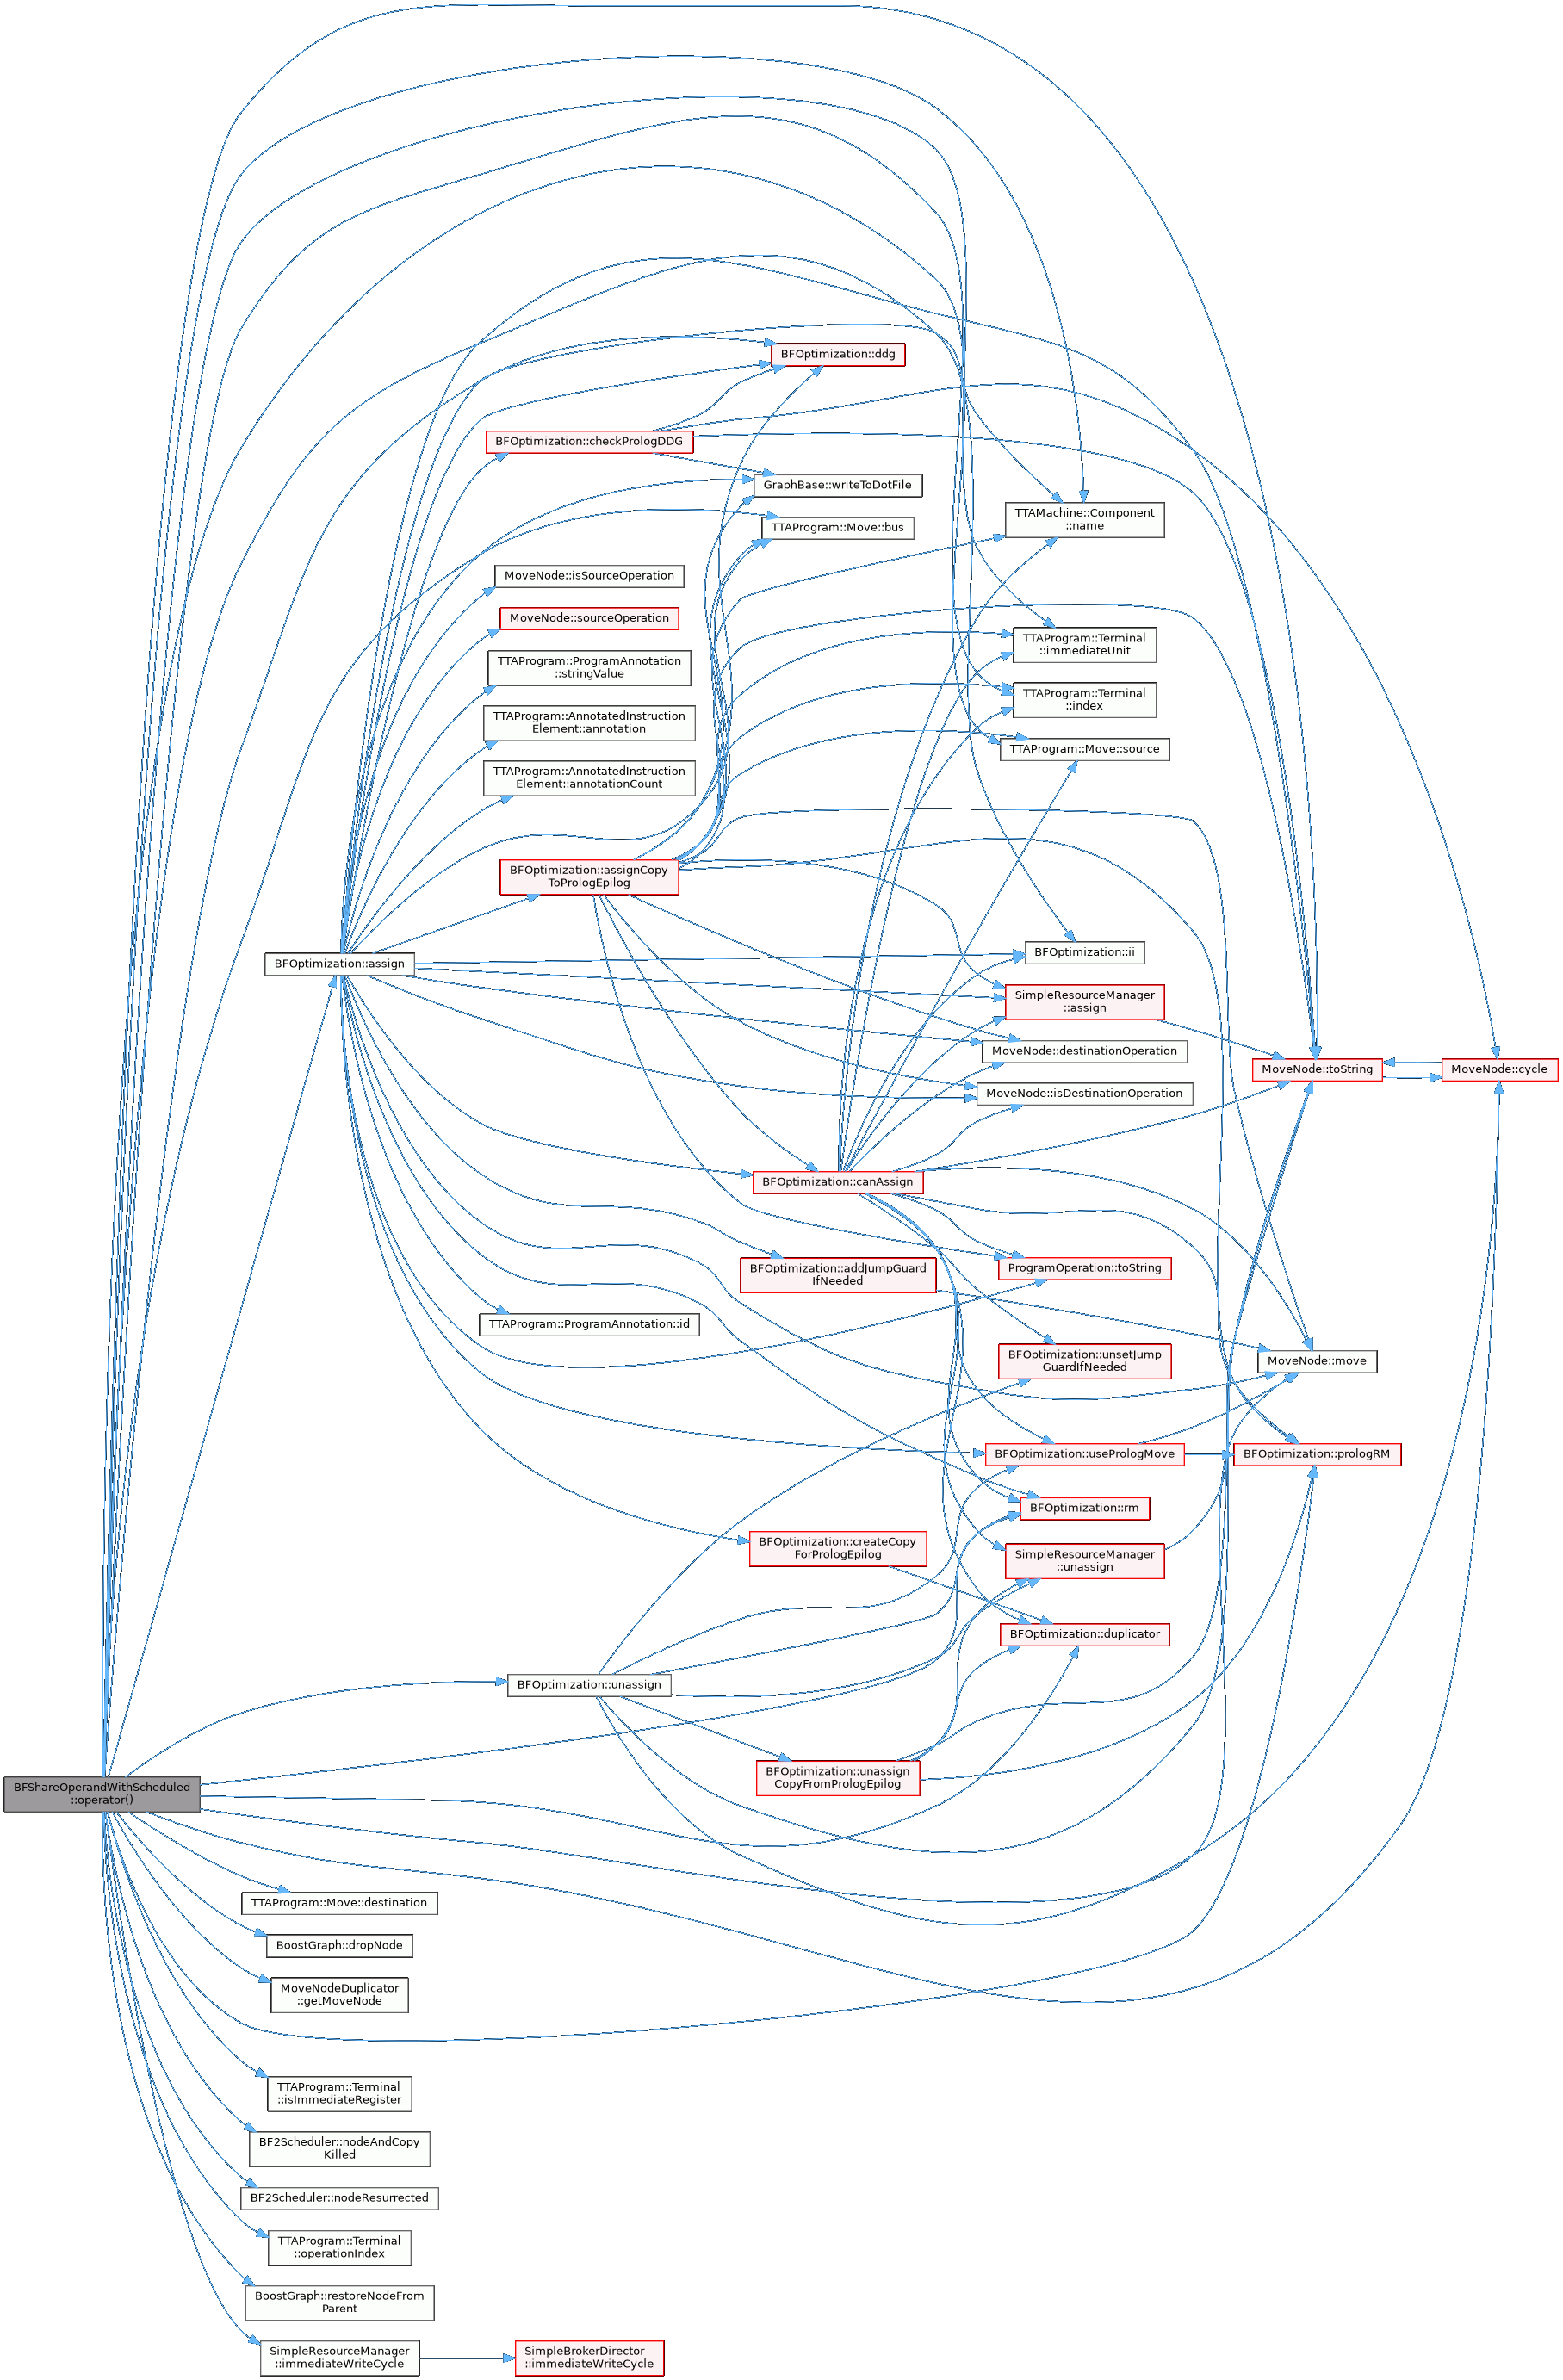 BFOptimization::ddg
BFOptimization::checkPrologDDG
GraphBase::writeToDotFile
TTAMachine::Component
::name
TTAProgram::Move::bus
MoveNode::isSourceOperation
MoveNode::sourceOperation
TTAProgram::Terminal
::immediateUnit
TTAProgram::ProgramAnnotation
::stringValue
TTAProgram::Terminal
::index
TTAProgram::AnnotatedInstruction
Element::annotation
TTAProgram::Move::source
TTAProgram::AnnotatedInstruction
Element::annotationCount
BFOptimization::assignCopy
ToPrologEpilog
BFOptimization::assign
BFOptimization::ii
SimpleResourceManager
::assign
MoveNode::destinationOperation
MoveNode::toString
MoveNode::cycle
MoveNode::isDestinationOperation
BFOptimization::canAssign
BFOptimization::addJumpGuard
IfNeeded
ProgramOperation::toString
TTAProgram::ProgramAnnotation::id
BFOptimization::unsetJump
GuardIfNeeded
MoveNode::move
BFOptimization::usePrologMove
BFOptimization::prologRM
BFOptimization::rm
BFOptimization::createCopy
ForPrologEpilog
SimpleResourceManager
::unassign
BFOptimization::duplicator
BFOptimization::unassign
BFOptimization::unassign
CopyFromPrologEpilog
BFShareOperandWithScheduled
::operator()
TTAProgram::Move::destination
BoostGraph::dropNode
MoveNodeDuplicator
::getMoveNode
TTAProgram::Terminal
::isImmediateRegister
BF2Scheduler::nodeAndCopy
Killed
BF2Scheduler::nodeResurrected
TTAProgram::Terminal
::operationIndex
BoostGraph::restoreNodeFrom
Parent
SimpleResourceManager
::immediateWriteCycle
SimpleBrokerDirector
::immediateWriteCycle